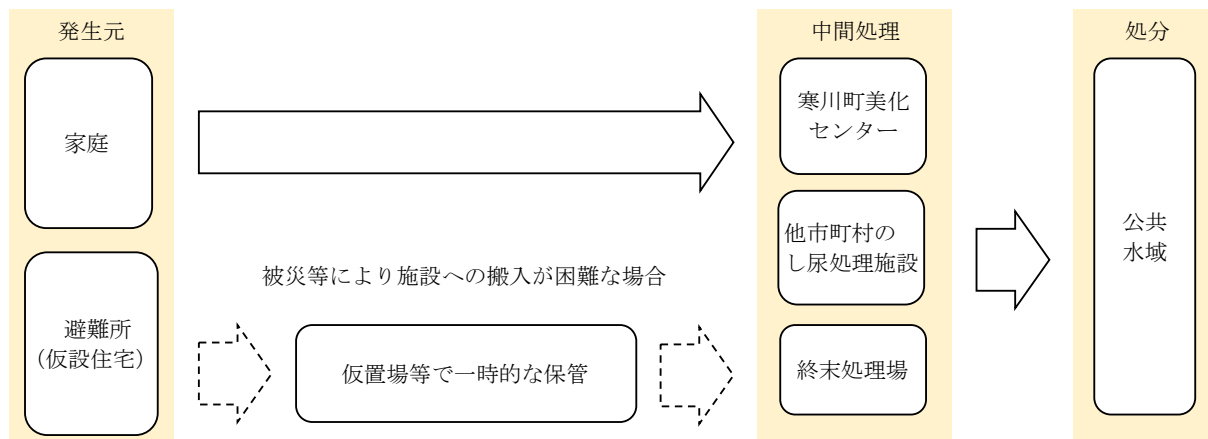 発生元
中間処理
処分
家庭
寒川町美化
センター
他市町村の
し尿処理施設
公共
水域
被災等により施設への搬入が困難な場合
避難所
（仮設住宅）
仮置場等で一時的な保管
終末処理場